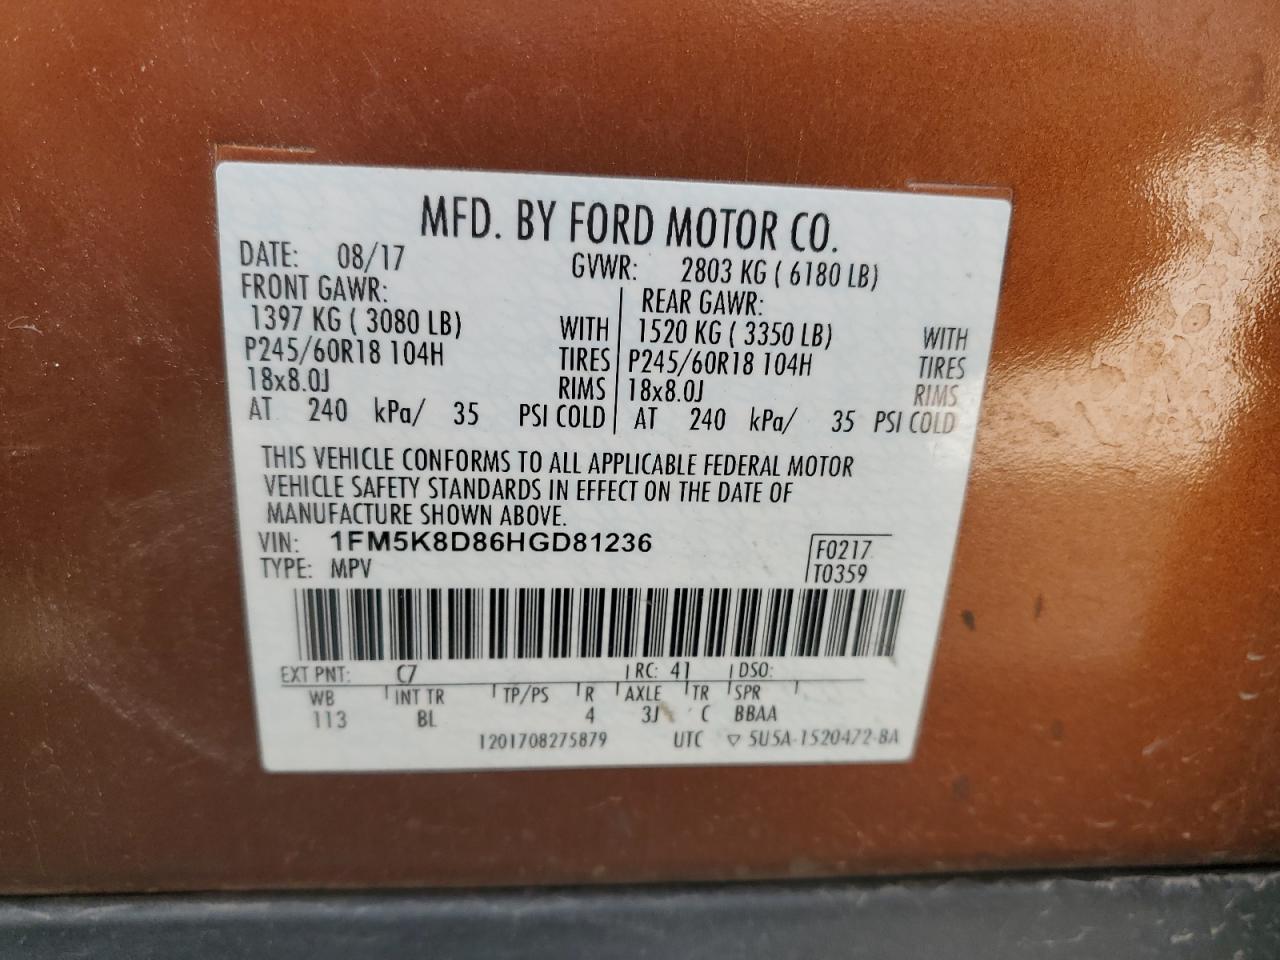 MFD. BY FORD MOTOR CO.
DATE: 08/17 GVWR: 2803 KG ( 6180 LB)
FRONT GAWR: REAR GAWR:
1397 KG ( 3080 LB) WITH 1520 KG ( 3350 LB) WITH
P245/60R18 104H TIRES P245/60R18 104H TIRES
18x8.0J RIMS 18x8.0J RIMS
AT 240 kPa/ 35 PSI COLD AT 240 kPa/ 35 PSI COLD
THIS VEHICLE CONFORMS TO ALL APPLICABLE FEDERAL MOTOR
VEHICLE SAFETY STANDARDS IN EFFECT ON THE DATE OF
MANUFACTURE SHOWN ABOVE.
VIN: 1FM5K8D86HGD81236 F0217
TYPE: MPV T0359
EXT PNT: C7 RC: 41 DSO:
WB INT TR TP/PS R AXLE TR SPR
113 BL 4 3J C BBAA
1201708275879 UTC ▽ 5U5A-1520472-BA